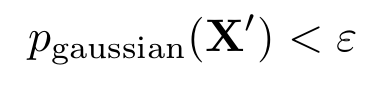 p_gaussian(X′) < ε